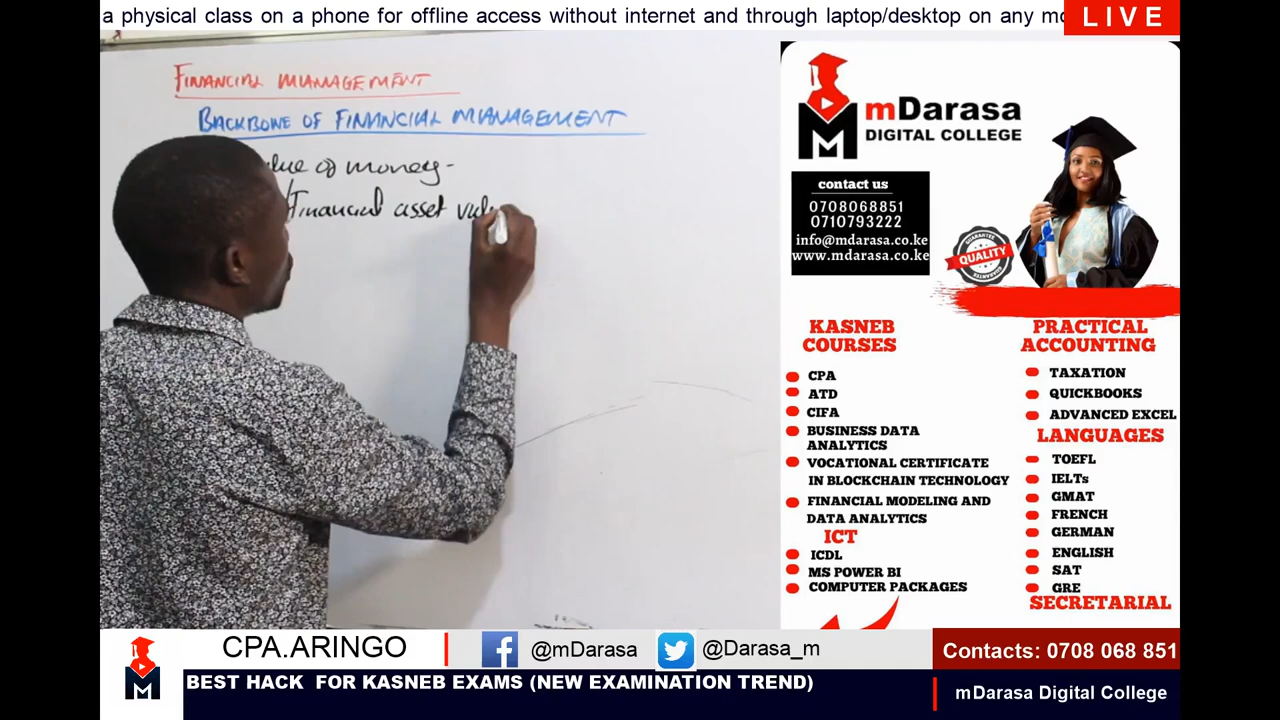 a physical class on a phone for offline access without internet and through laptop/desktop on any
LIVE
FINANCIAL MANAGEMENT
BACKBONE OF FINANCIAL MANAGEMENT
of money-
Financial asset
mDarasa
DIGITAL COLLEGE
M
contact us
0708068851
0710793222
info@mdarasa.co.ke
www.mdarasa.co.ke
GUARANTEE
QUALITY
KASNEB
COURSES
CPA
ATD
CIFA
BUSINESS DATA
ANALYTICS
VOCATIONAL CERTIFICATE
IN BLOCKCHAIN TECHNOLOGY
FINANCIAL MODELING AND
DATA ANALYTICS
ICT
ICDL
MS POWER BI
COMPUTER PACKAGES
PRACTICAL
ACCOUNTING
TAXATION
QUICKBOOKS
ADVANCED EXCEL
LANGUAGES
TOEFL
IELTs
GMAT
FRENCH
GERMAN
ENGLISH
SAT
GRE
SECRETARIAL
M
CPA.ARINGO
@mDarasa
@Darasa_m
Contacts: 0708 068 851
BEST HACK FOR KASNEB EXAMS (NEW EXAMINATION TREND)
mDarasa Digital College